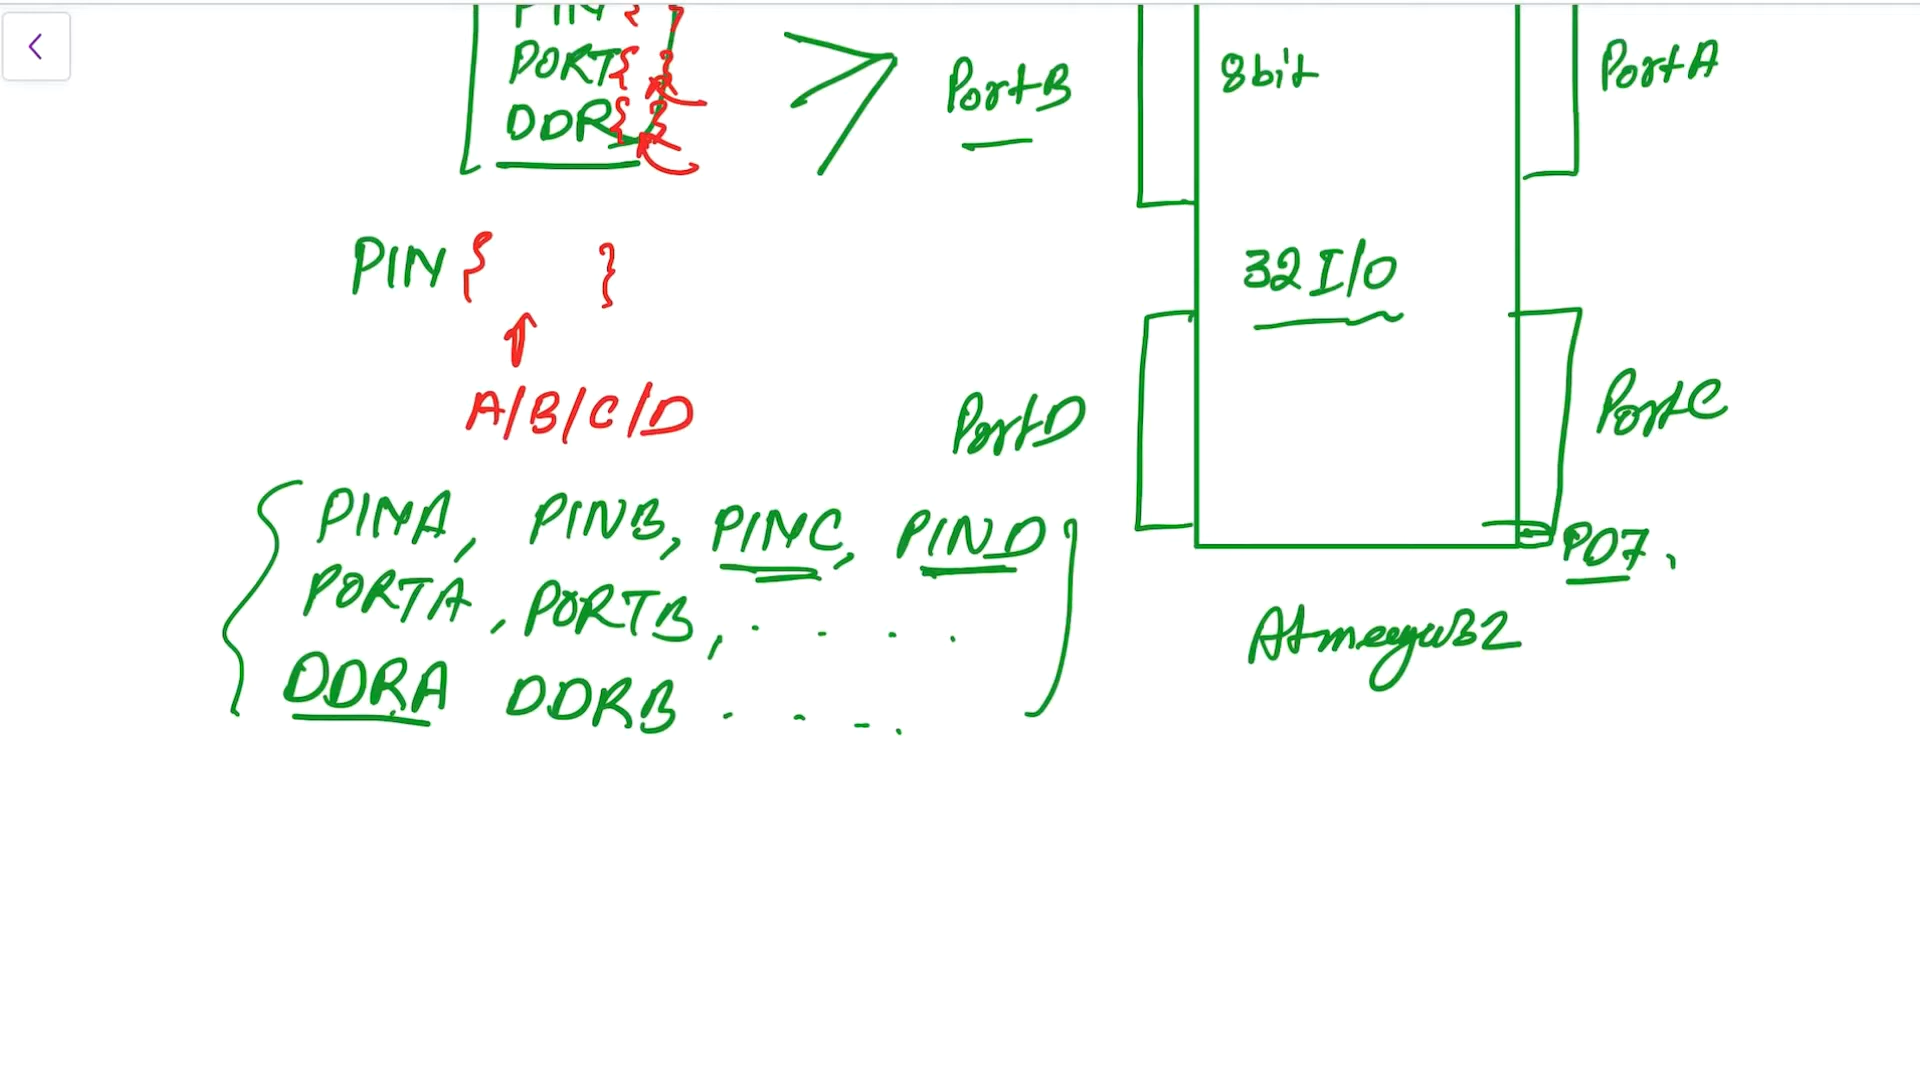 PIN { }
PORT { }
DDR { }
PortB
8bit
PortA
PIN { }
32 I/O
A/B/C/D
PortD
PortC
PINA, PINB, PINC, PIND
PD7,
PORTA, PORTB, . . . .
Atmega32
DDRA DDRB . . . .